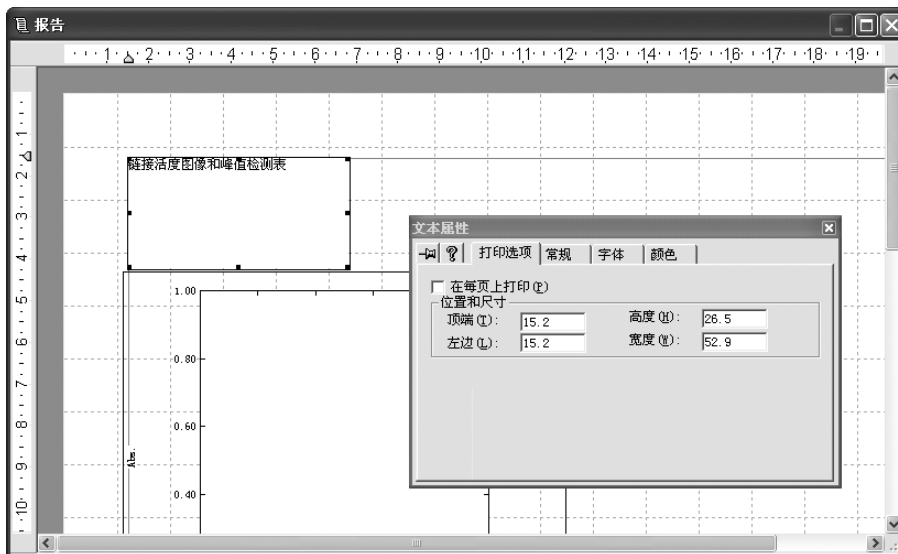 报告
1 2 3 4 5 6 7 8 9 10 11 12 13 14 15 16 17 18 19
1 2 3 4 5 6 7 8 9 10
链接活度图像和峰值检测表
文本属性
打印选项 常规 字体 颜色
在每页上打印(P)
位置和尺寸
顶端(T): 15.2 高度(H): 26.5
左边(L): 15.2 宽度(W): 52.9
1.00
0.80
0.60
Abs.
0.40